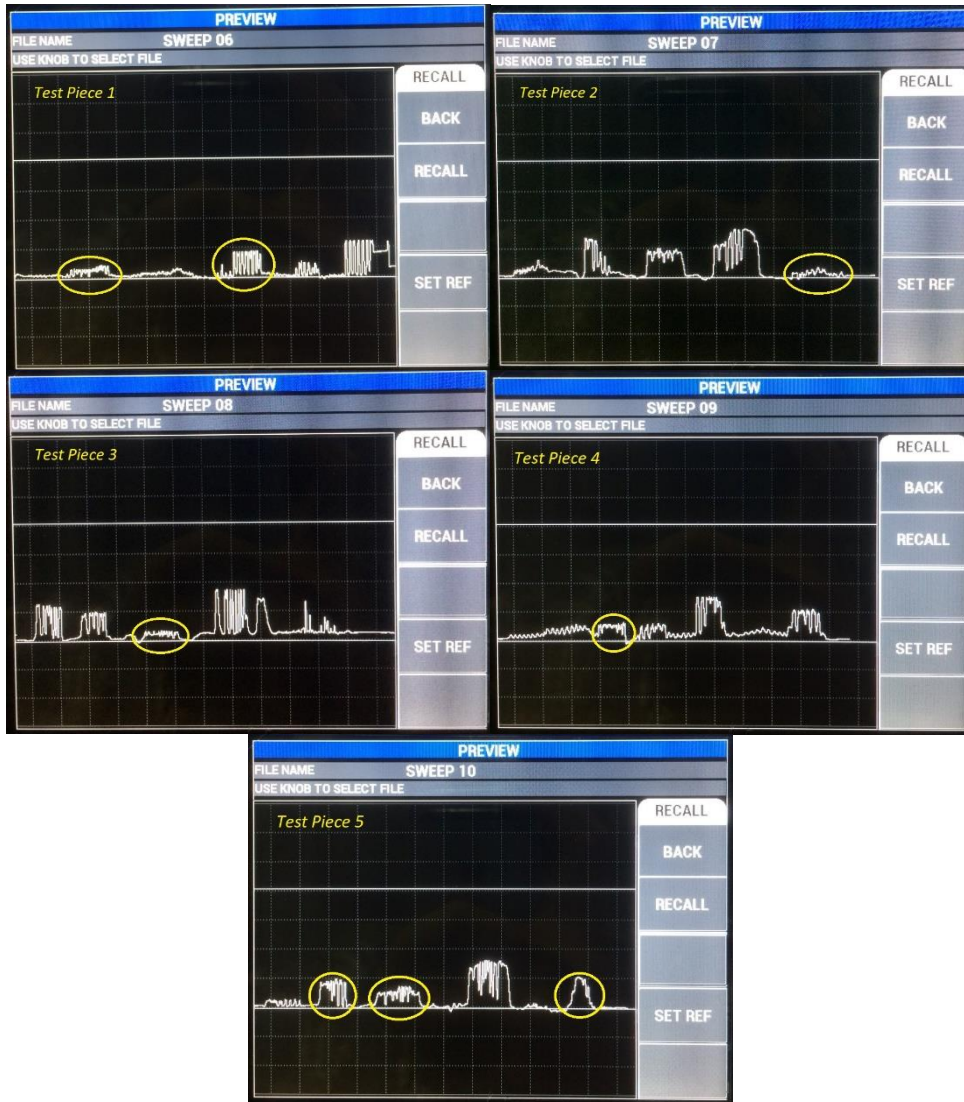 PREVIEW
FILE NAME SWEEP 06
USE KNOB TO SELECT FILE
Test Piece 1
RECALL
BACK
RECALL
SET REF
PREVIEW
FILE NAME SWEEP 07
USE KNOB TO SELECT FILE
Test Piece 2
RECALL
BACK
RECALL
SET REF
PREVIEW
FILE NAME SWEEP 08
USE KNOB TO SELECT FILE
Test Piece 3
RECALL
BACK
RECALL
SET REF
PREVIEW
FILE NAME SWEEP 09
USE KNOB TO SELECT FILE
Test Piece 4
RECALL
BACK
RECALL
SET REF
PREVIEW
FILE NAME SWEEP 10
USE KNOB TO SELECT FILE
Test Piece 5
RECALL
BACK
RECALL
SET REF